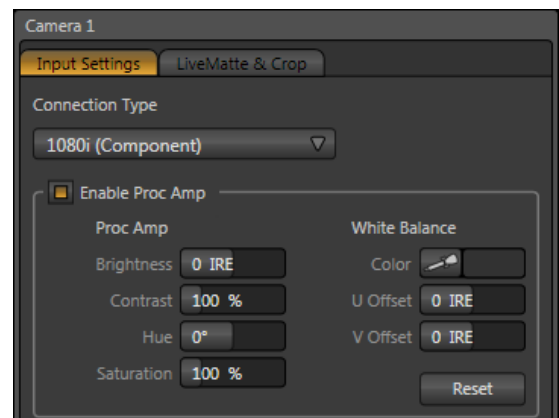 Camera 1
Input Settings LiveMatte & Crop
Connection Type
1080i (Component)
Enable Proc Amp
Proc Amp White Balance
Brightness 0 IRE Color
Contrast 100 % U Offset 0 IRE
Hue 0° V Offset 0 IRE
Saturation 100 %
Reset